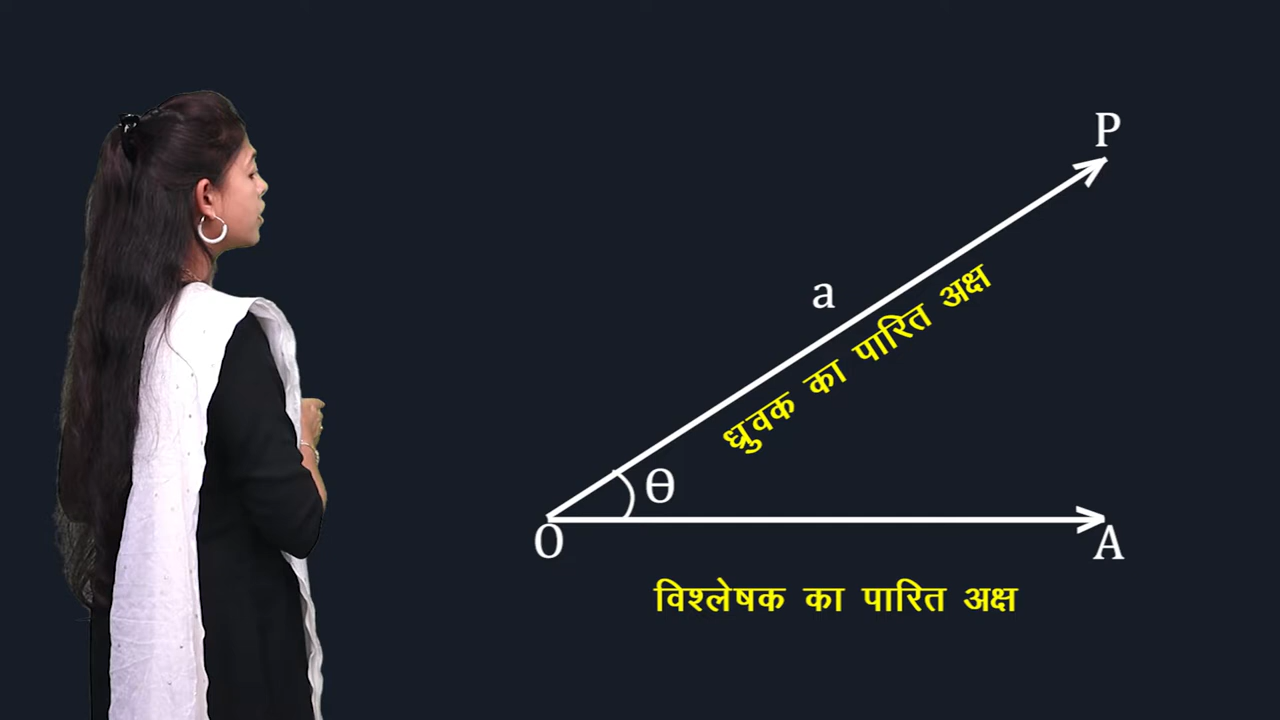 P
a
ध्रुवक का पारित अक्ष
θ
O
A
विश्लेषक का पारित अक्ष